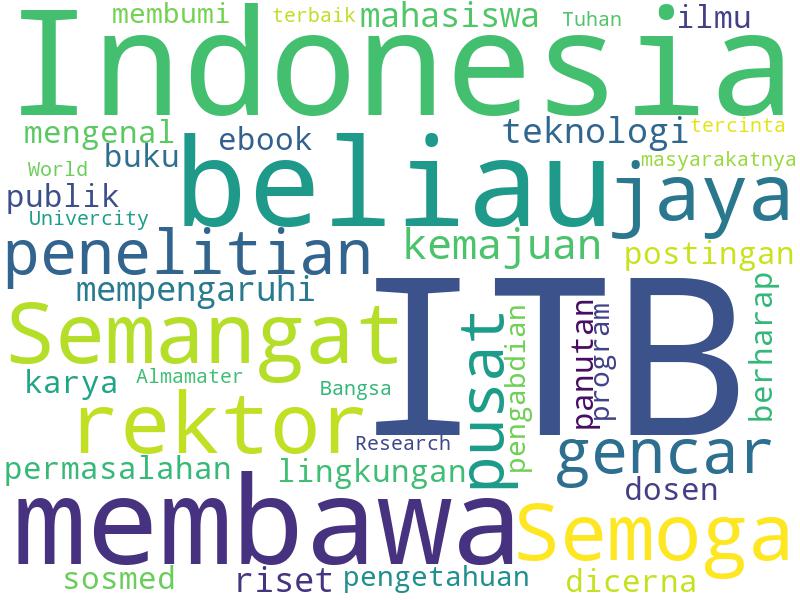 membumi terbaik mahasiswa Tuhan ilmu
Indonesia
mengenal ebook teknologi tercinta
World buku beliau masyarakatnya
publik jaya
Univercity
penelitian kemajuan postingan
mempengaruhi ITB
Semangat pusat pengabdian panutan program berharap
karya Almamater Bangsa
rektor Research gencar
permasalahan lingkungan
membawa dosen
Semoga
sosmed riset pengetahuan dicerna